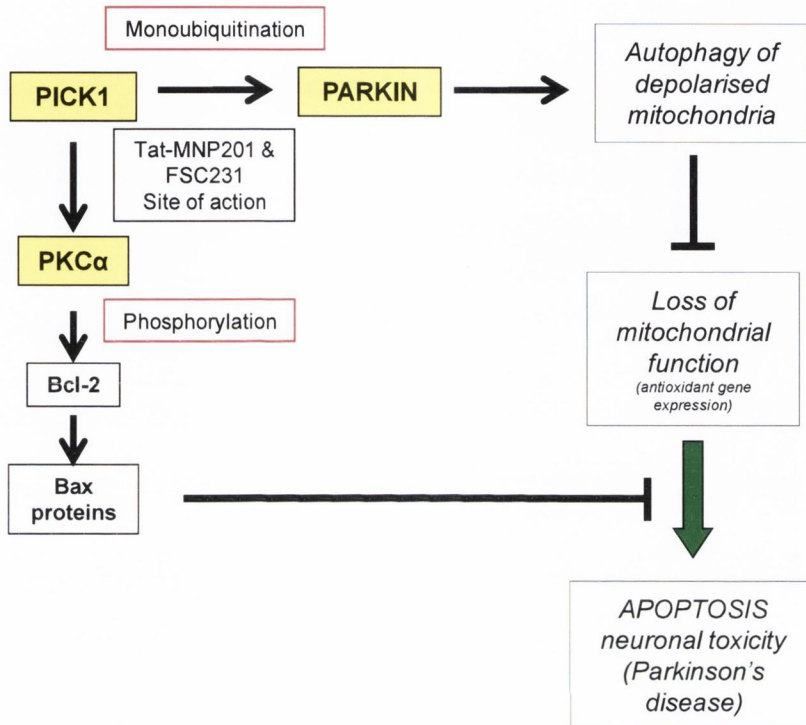 Monoubiquitination
PICK1
PARKIN
Autophagy of
depolarised
mitochondria
Tat-MNP201 &
FSC231
Site of action
PKCα
Phosphorylation
Loss of
mitochondrial
function
(antioxidant gene
expression)
Bcl-2
Bax
proteins
APOPTOSIS
neuronal toxicity
(Parkinson's
disease)